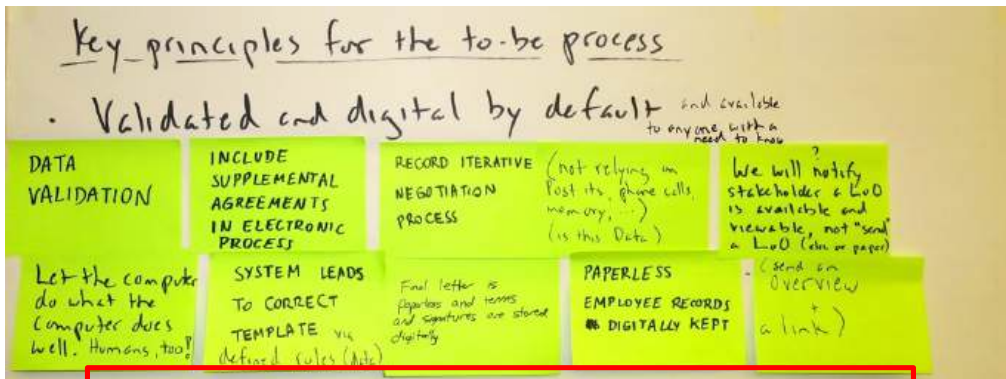 Key principles for the to-be process
· Validated and digital by default and available
to anyone with a
need to know
DATA
VALIDATION
INCLUDE
SUPPLEMENTAL
AGREEMENTS
IN ELECTRONIC
PROCESS
RECORD ITERATIVE
NEGOTIATION
PROCESS
(not relying on
Post its, phone calls,
memory, ...)
(is this Data)
?
We will notify
stakeholder a LoO
is available and
viewable, not "send"
a LoO (elec or paper)
Let the computer
do what the
computer does
well. Humans, too!
SYSTEM LEADS
TO CORRECT
TEMPLATE via
defined rules (data)
Final letter is
paperless and terms
and signatures are stored
digitally
PAPERLESS
EMPLOYEE RECORDS
DIGITALLY KEPT
- (send an
overview
+
a link)